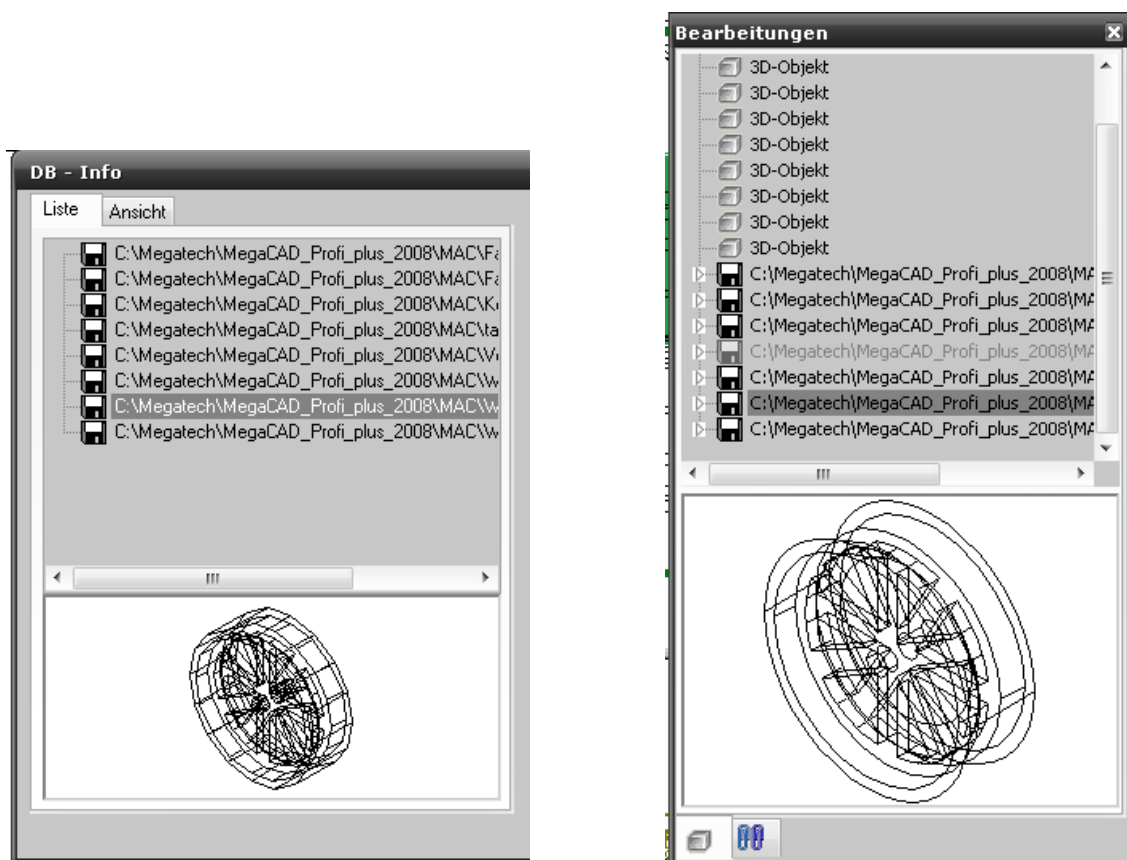 DB - Info
Liste Ansicht
C:\Megatech\MegaCAD_Profi_plus_2008\MAC\Fa
C:\Megatech\MegaCAD_Profi_plus_2008\MAC\Fa
C:\Megatech\MegaCAD_Profi_plus_2008\MAC\K
C:\Megatech\MegaCAD_Profi_plus_2008\MAC\ta
C:\Megatech\MegaCAD_Profi_plus_2008\MAC\V
C:\Megatech\MegaCAD_Profi_plus_2008\MAC\W
C:\Megatech\MegaCAD_Profi_plus_2008\MAC\W
C:\Megatech\MegaCAD_Profi_plus_2008\MAC\W
Bearbeitungen
3D-Objekt
3D-Objekt
3D-Objekt
3D-Objekt
3D-Objekt
3D-Objekt
3D-Objekt
3D-Objekt
C:\Megatech\MegaCAD_Profi_plus_2008\MA
C:\Megatech\MegaCAD_Profi_plus_2008\MA
C:\Megatech\MegaCAD_Profi_plus_2008\MA
C:\Megatech\MegaCAD_Profi_plus_2008\MA
C:\Megatech\MegaCAD_Profi_plus_2008\MA
C:\Megatech\MegaCAD_Profi_plus_2008\MA
C:\Megatech\MegaCAD_Profi_plus_2008\MA